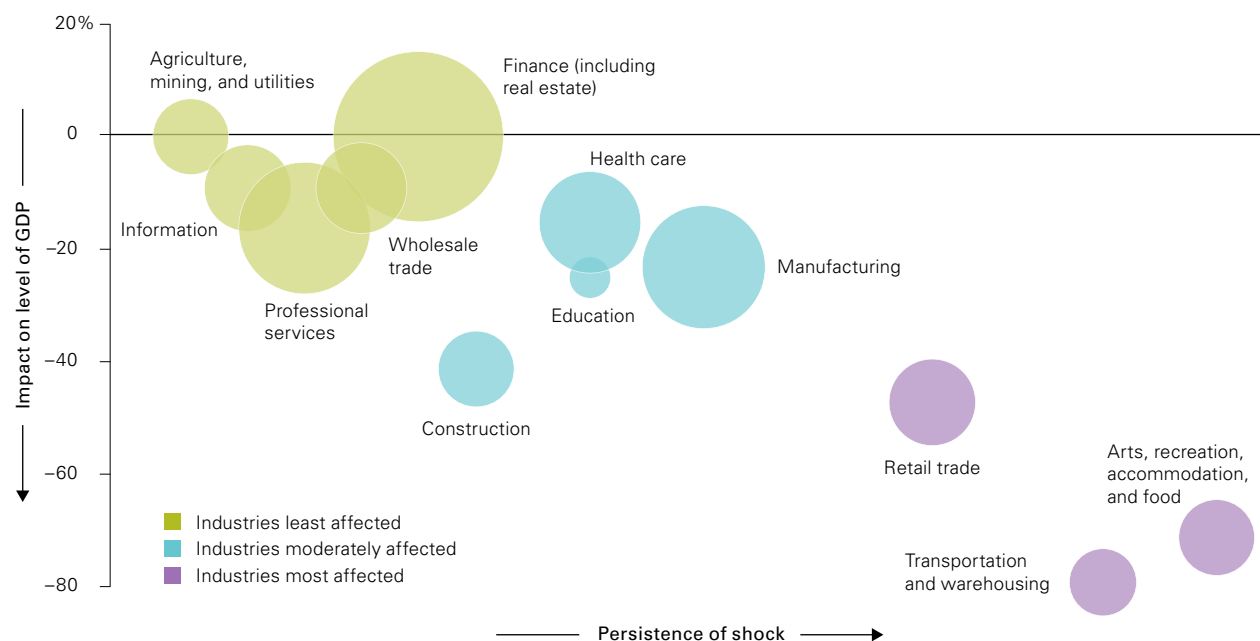 20%
0
−20
−40
−60
−80
Impact on level of GDP
Agriculture,
mining, and utilities
Finance (including
real estate)
Health care
Information
Wholesale
trade
Manufacturing
Professional
services
Education
Construction
Retail trade
Arts, recreation,
accommodation,
and food
Transportation
and warehousing
Industries least affected
Industries moderately affected
Industries most affected
Persistence of shock